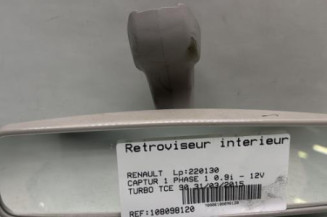 Retroviseur interieur
RENAULT Lp:220130
CAPTUR 1 PHASE 1 0.9i - 12V
TURBO TCE 90 31/03/2015
REF:108098120